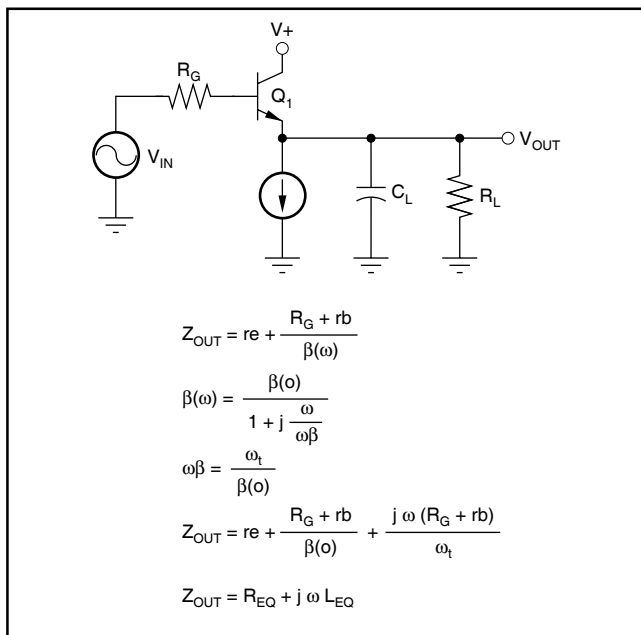 V+
R_G
Q_1
V_IN
V_OUT
C_L
R_L
Z_OUT = re + (R_G + rb) / β(ω)
β(ω) = β(o) / (1 + j ω / ωβ)
ωβ = ω_t / β(o)
Z_OUT = re + (R_G + rb) / β(o) + j ω (R_G + rb) / ω_t
Z_OUT = R_EQ + j ω L_EQ